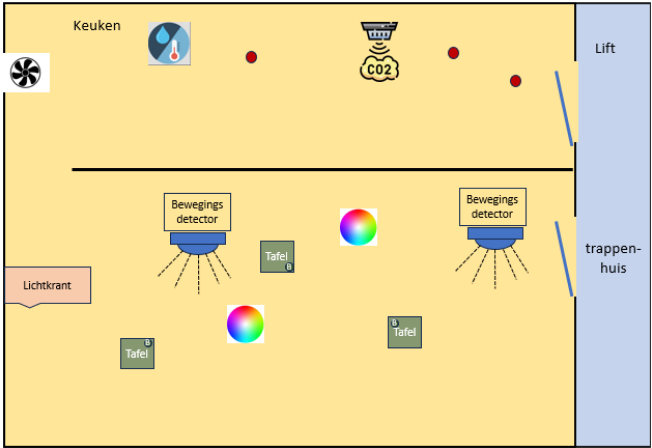 Keuken
CO2
Lift
Bewegings
detector
Bewegings
detector
Tafel
B
trappen-
huis
Lichtkrant
B
Tafel
B
Tafel